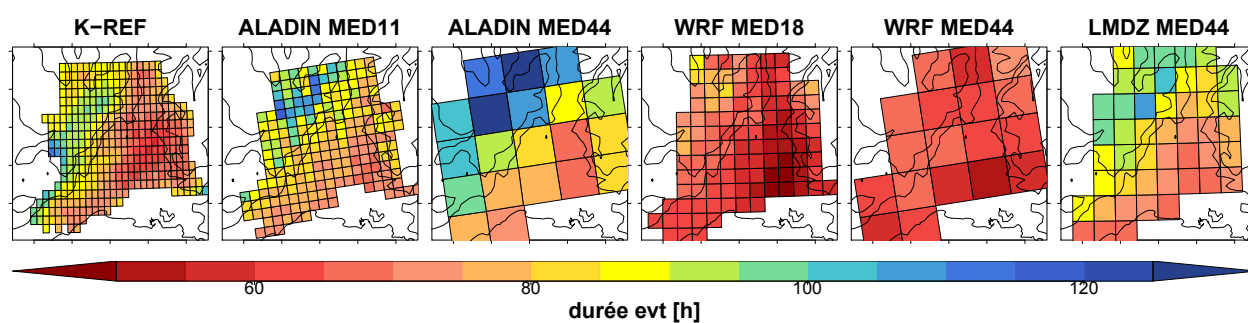 K−REF ALADIN MED11 ALADIN MED44 WRF MED18 WRF MED44 LMDZ MED44
60 80 100 120
durée evt [h]